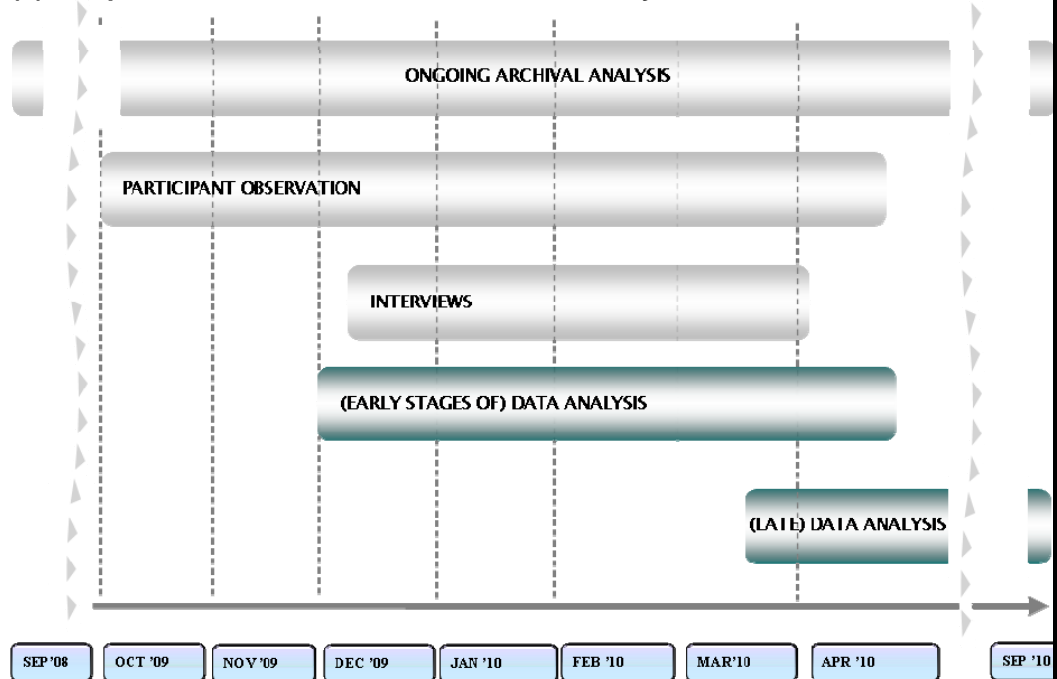 ONGOING ARCHIVAL ANALYSIS
PARTICIPANT OBSERVATION
INTERVIEWS
(EARLY STAGES OF) DATA ANALYSIS
(LATE) DATA ANALYSIS
SEP '08 OCT '09 NOV '09 DEC '09 JAN '10 FEB '10 MAR'10 APR '10 SEP '10